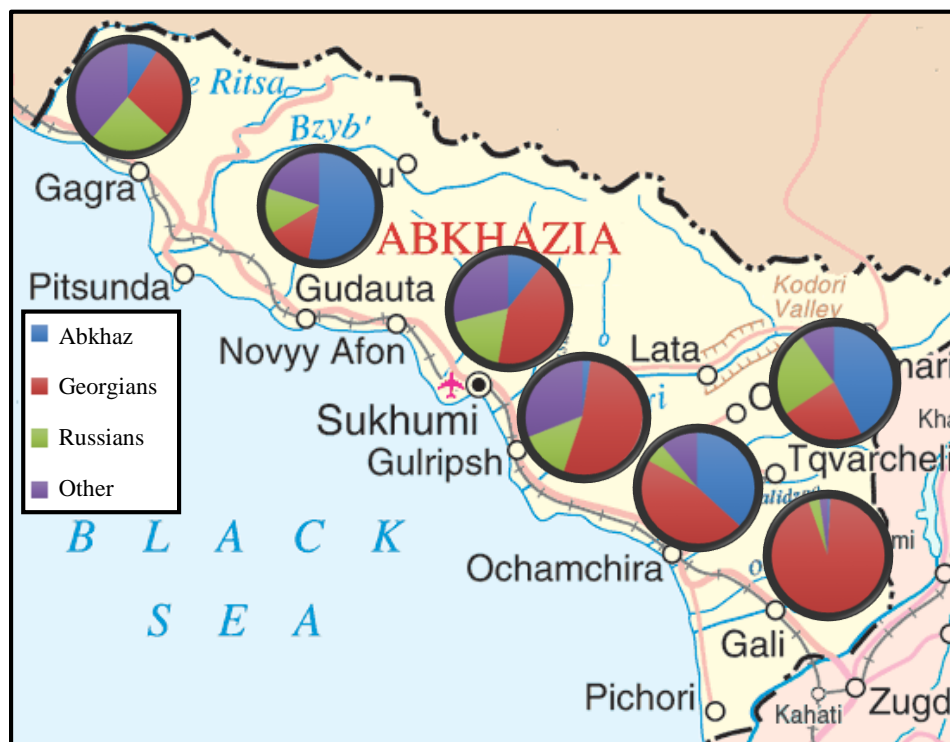 e Ritsa
Bzyb'
u
Gagra
ABKHAZIA
Pitsunda
Gudauta
Kodori
Valley
Abkhaz
Georgians
Russians
Other
Novyy Afon
Lata
Sukhumi
Gulripsh
Tqvarcheli
B L A C K
S E A
Ochamchira
Gali
Pichori
Kahati
Zugd